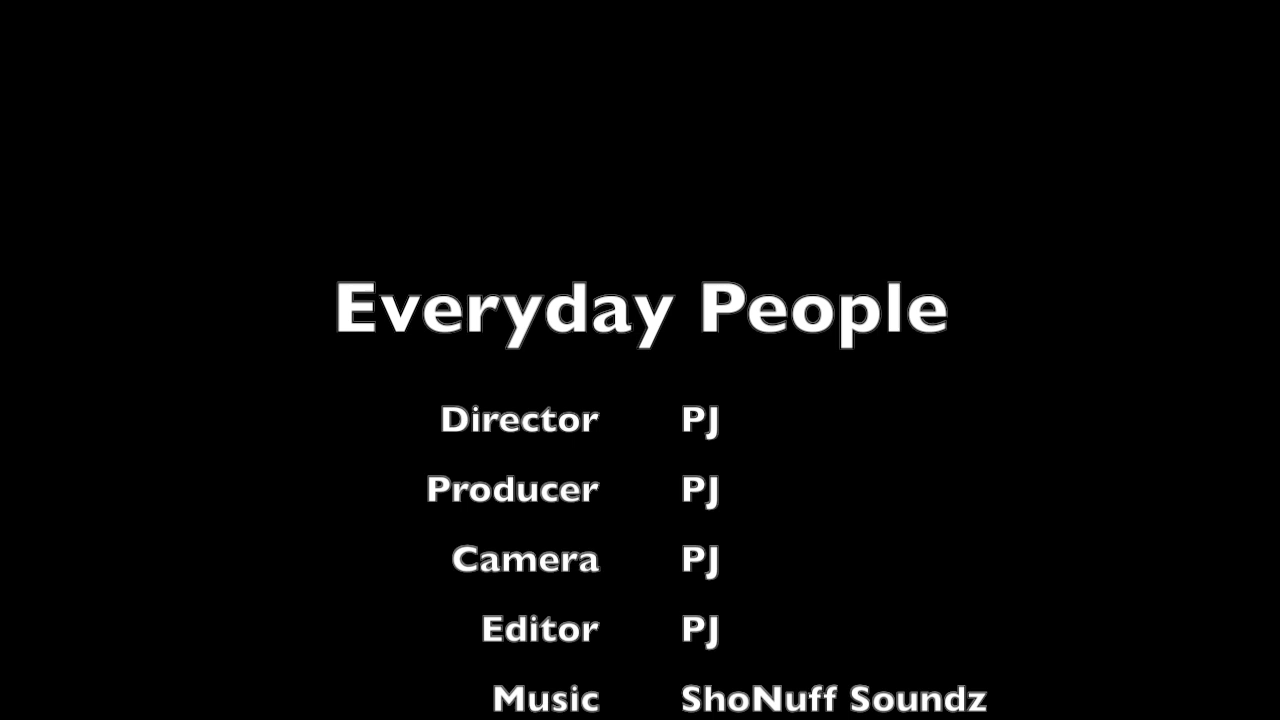 Everyday People
Director PJ
Producer PJ
Camera PJ
Editor PJ
Music ShoNuff Soundz